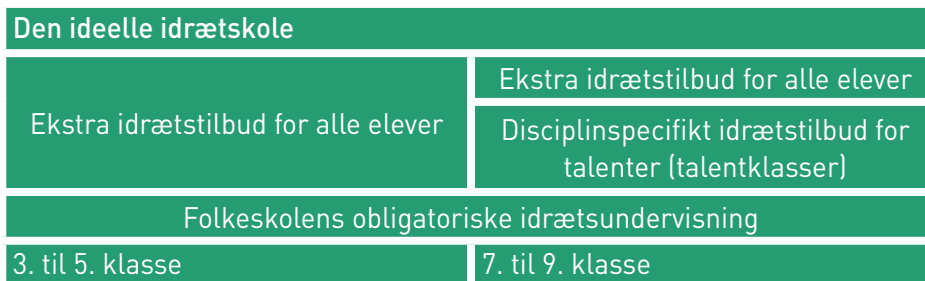 Den ideelle idrætskole
Ekstra idrætstilbud for alle elever
Ekstra idrætstilbud for alle elever
Disciplinspecifikt idrætstilbud for
talenter (talentklasser)
Folkeskolens obligatoriske idrætsundervisning
3. til 5. klasse
7. til 9. klasse